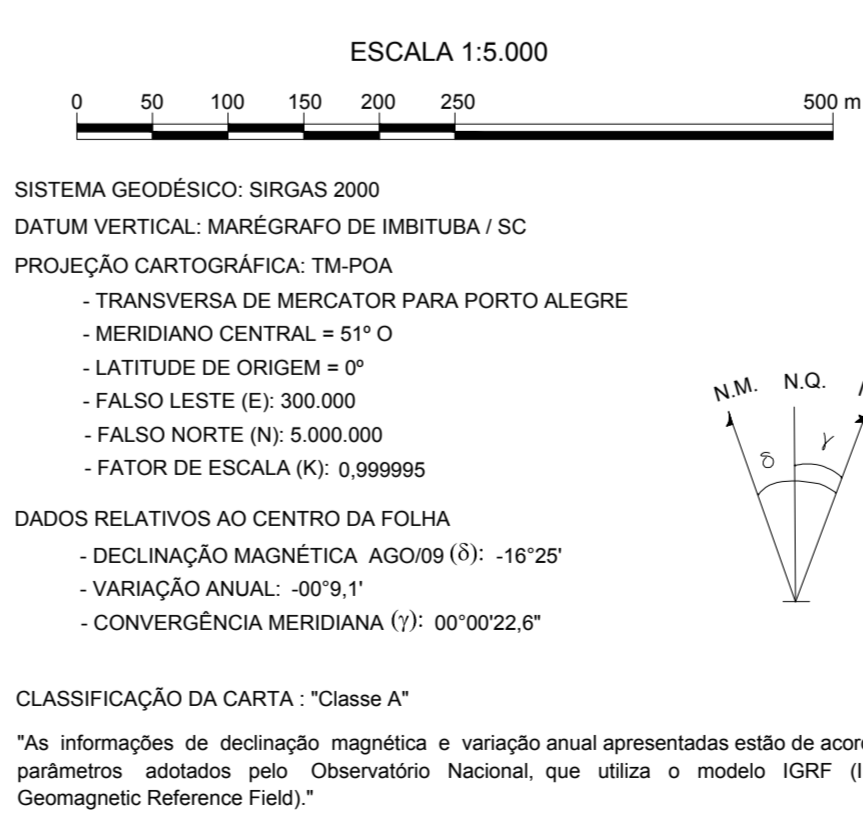 ESCALA 1:5.000
0 50 100 150 200 250 500 m
SISTEMA GEODÉSICO: SIRGAS 2000
DATUM VERTICAL: MARÉGRAFO DE IMBITUBA / SC
PROJEÇÃO CARTOGRÁFICA: TM-POA
- TRANSVERSA DE MERCATOR PARA PORTO ALEGRE
- MERIDIANO CENTRAL = 51º O
- LATITUDE DE ORIGEM = 0º
- FALSO LESTE (E): 300.000
- FALSO NORTE (N): 5.000.000
- FATOR DE ESCALA (K): 0,999995
N.M. N.Q.
δ γ
DADOS RELATIVOS AO CENTRO DA FOLHA
- DECLINAÇÃO MAGNÉTICA AGO/09 (δ): -16°25'
- VARIAÇÃO ANUAL: -00°9,1'
- CONVERGÊNCIA MERIDIANA (γ): 00°00'22,6"
CLASSIFICAÇÃO DA CARTA : "Classe A"
"As informações de declinação magnética e variação anual apresentadas estão de acor
parâmetros adotados pelo Observatório Nacional, que utiliza o modelo IGRF (I
Geomagnetic Reference Field)."